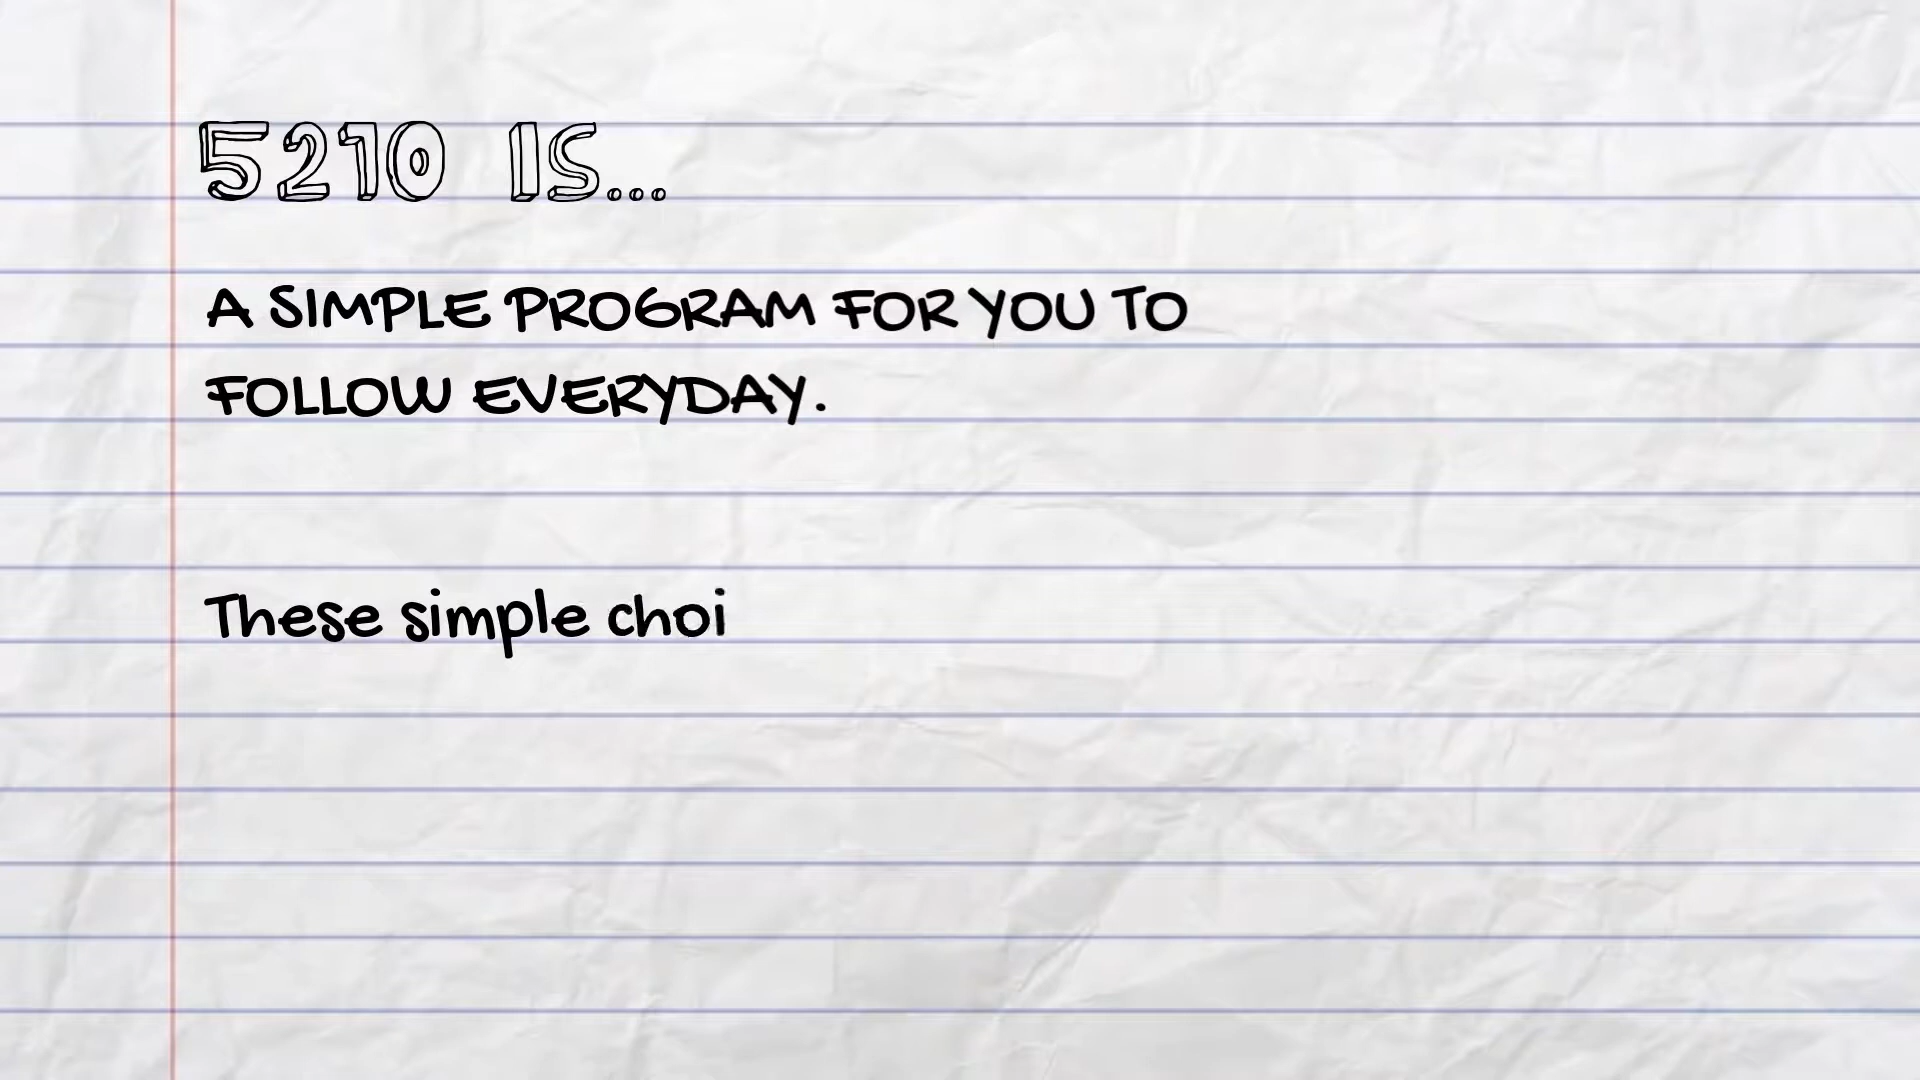 5210 IS...
A SIMPLE PROGRAM FOR YOU TO
FOLLOW EVERYDAY.
These simple choi